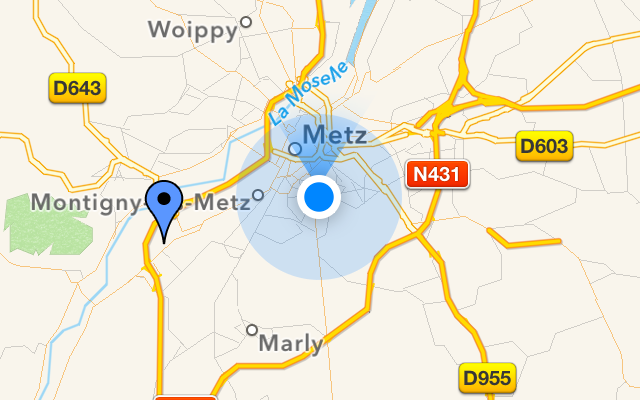 Woippy
D643
La Moselle
Metz
D603
N431
Montigny
-Metz
Marly
D955